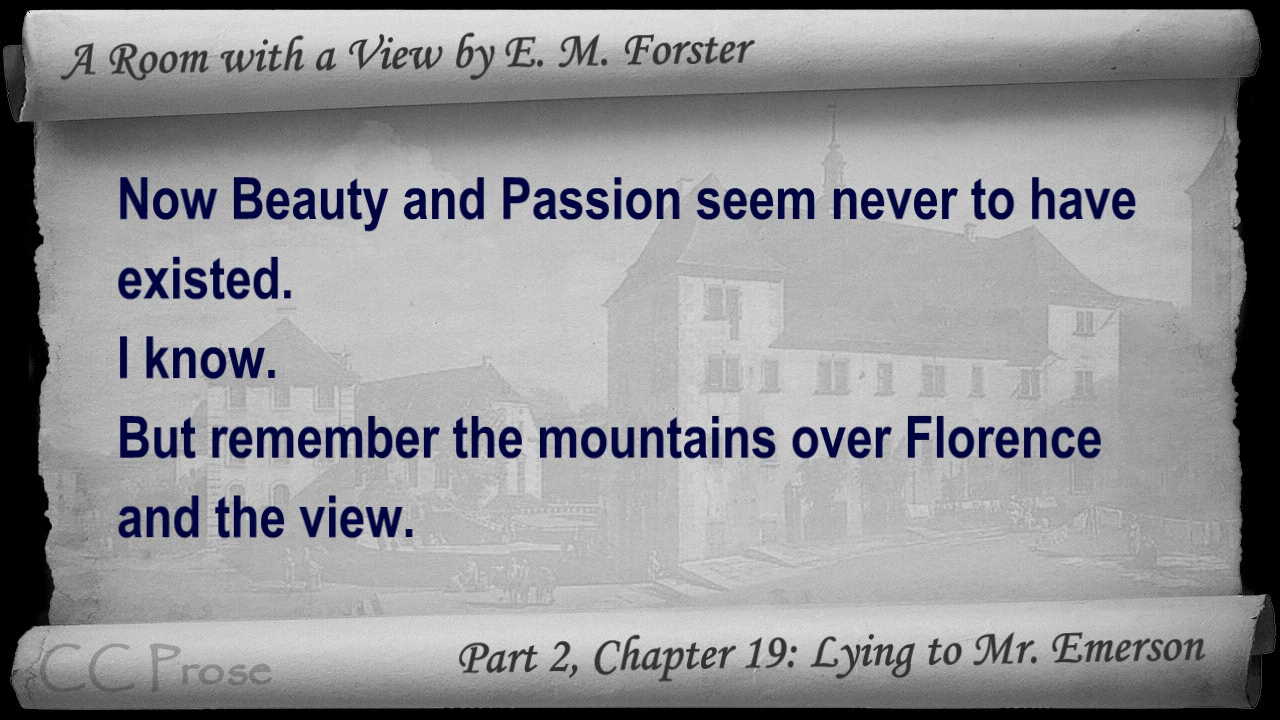 A Room with a View by E. M. Forster
Now Beauty and Passion seem never to have
existed.
I know.
But remember the mountains over Florence
and the view.
CC Prose
Part 2, Chapter 19: Lying to Mr. Emerson